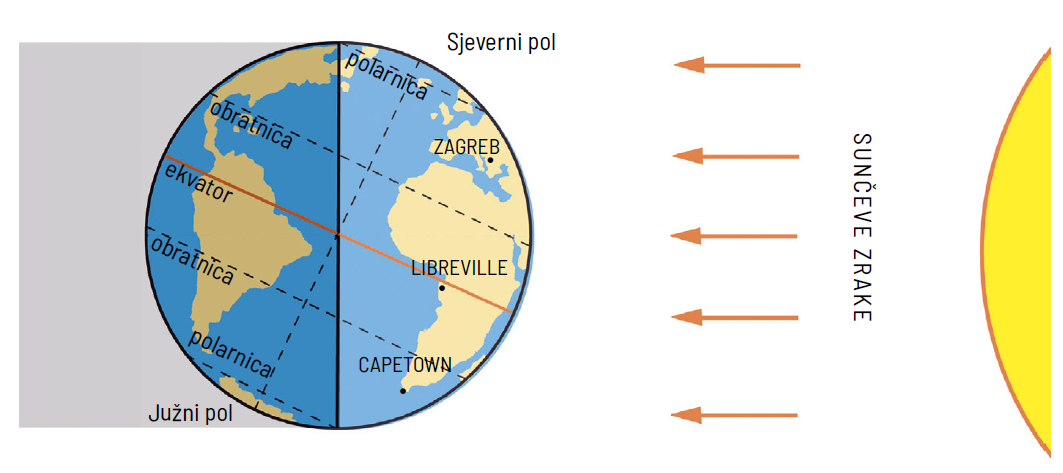 Sjeverni pol
polarnica
obratnica
ZAGREB
ekvator
obratnica
LIBREVILLE
polarnica
CAPETOWN
Južni pol
SUNČEVE ZRAKE